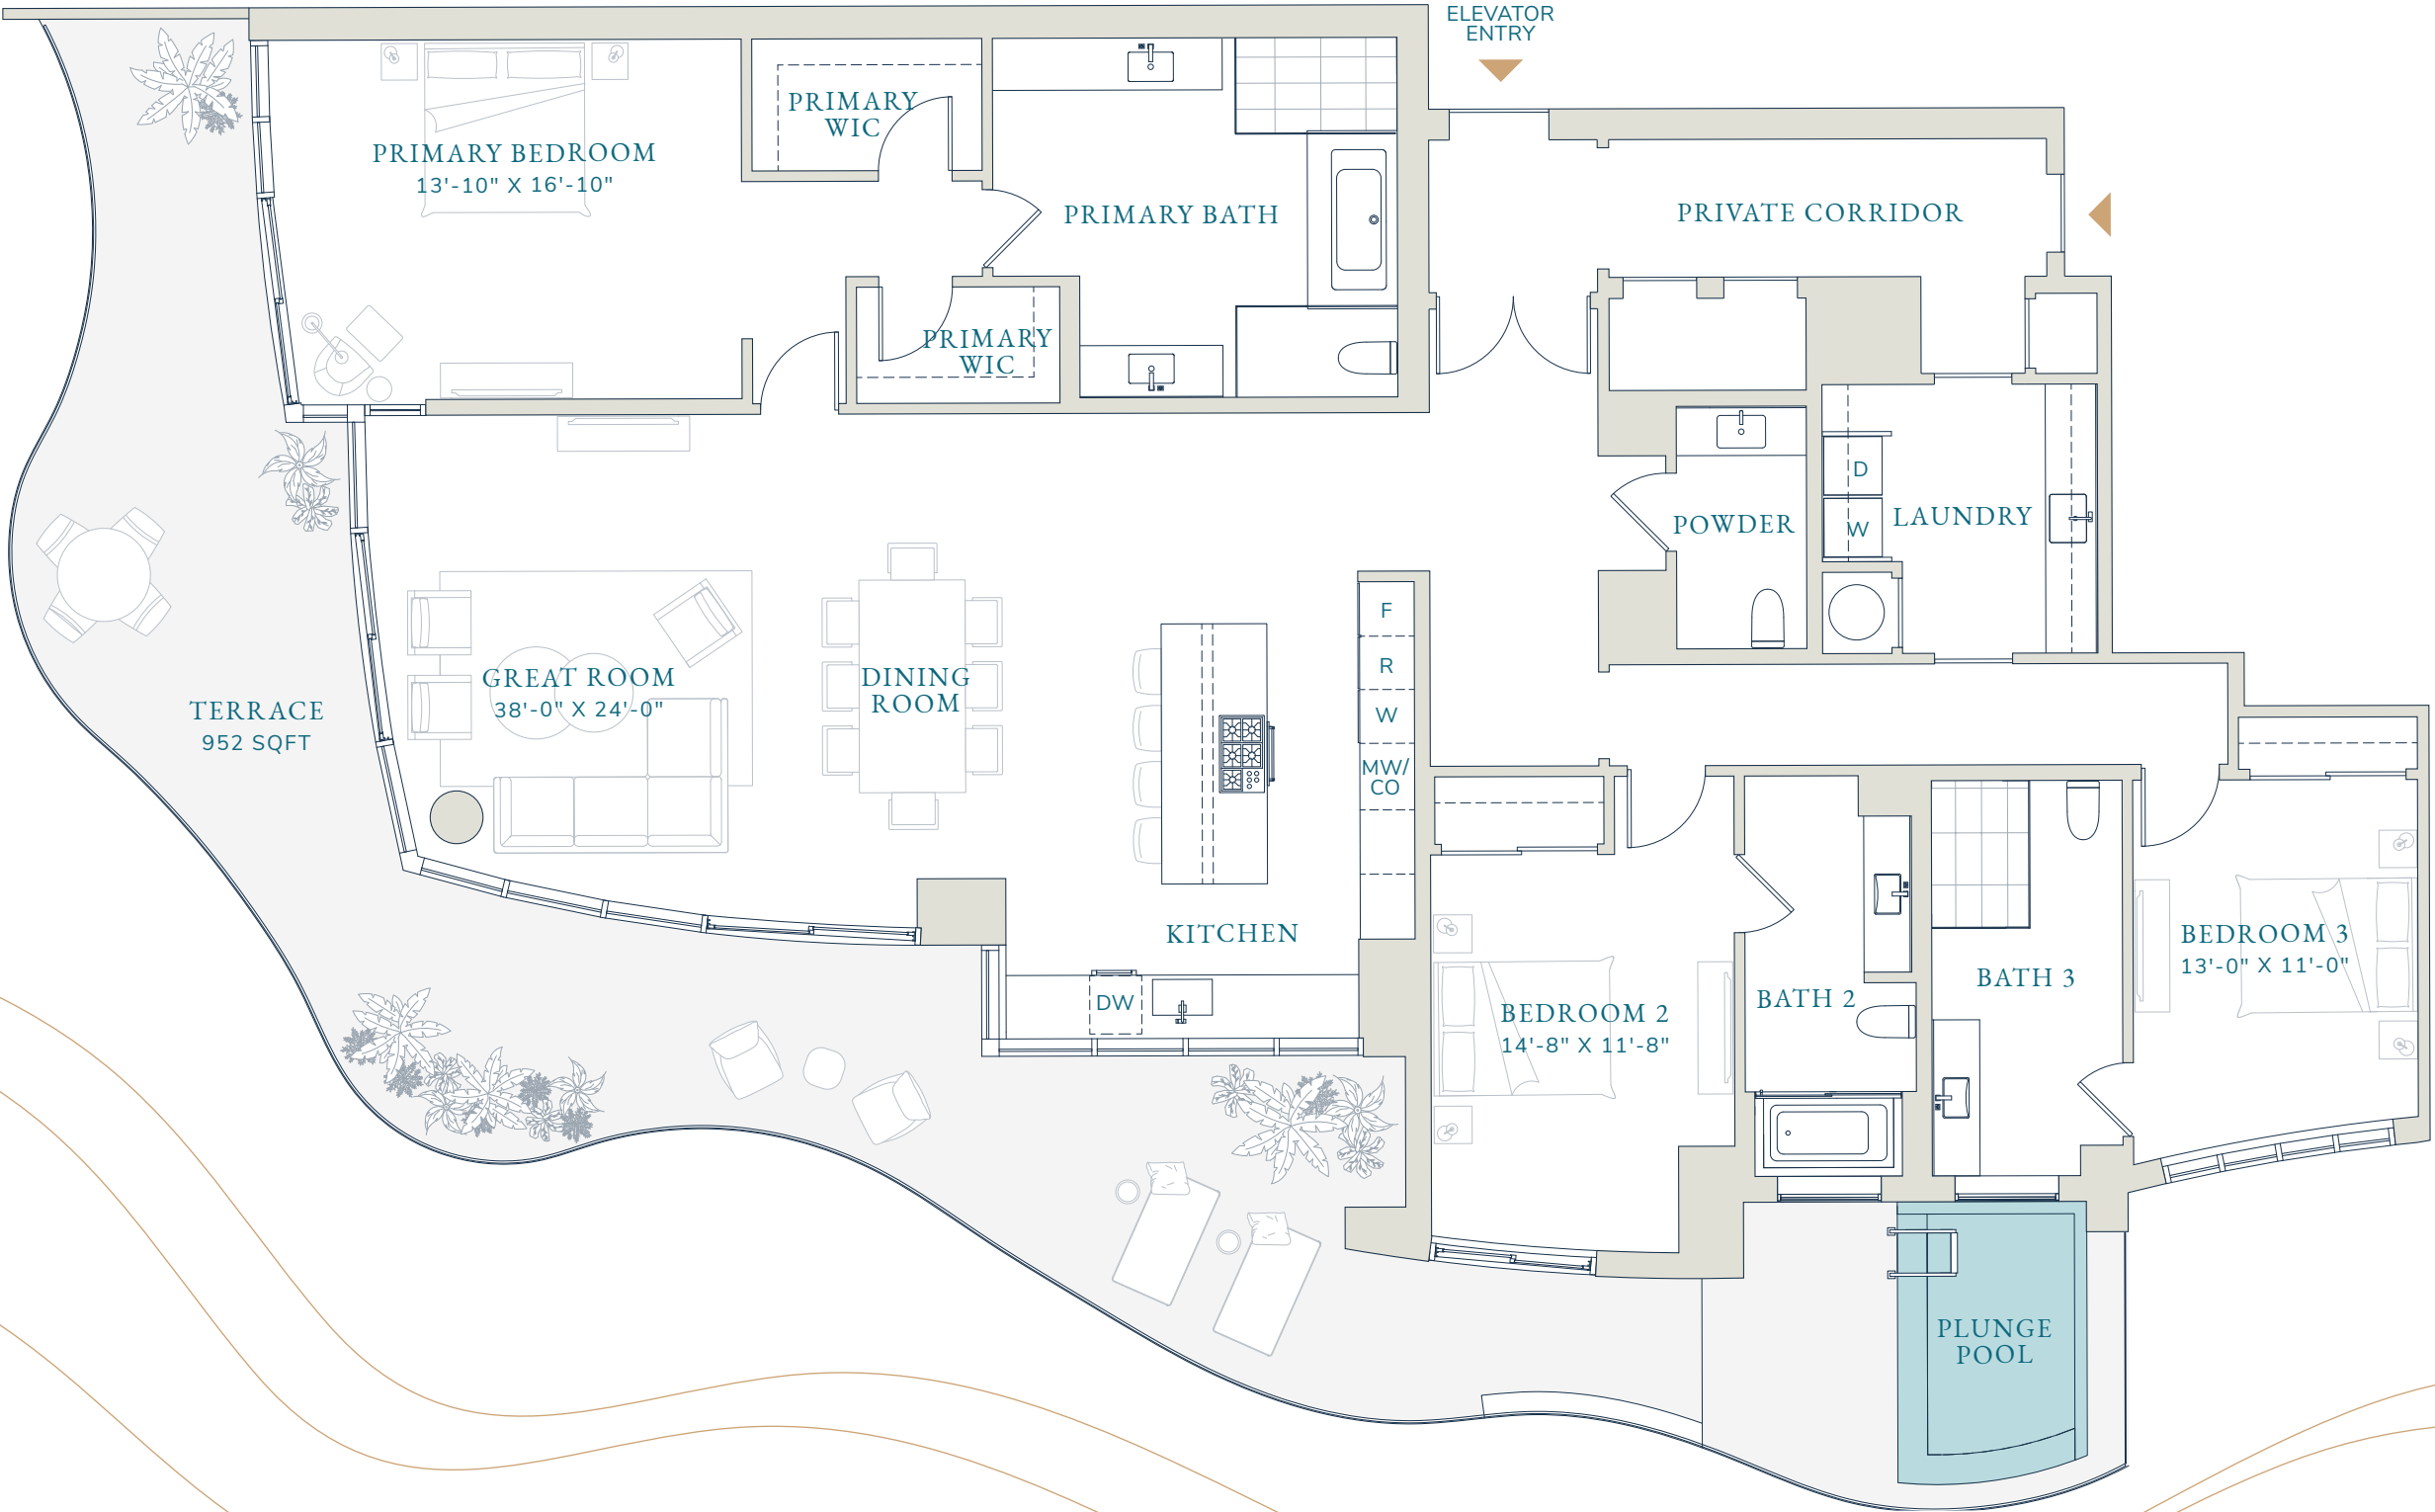 ELEVATOR
ENTRY
PRIMARY
WIC
PRIMARY BEDROOM
13'-10" X 16'-10"
PRIMARY BATH
PRIVATE CORRIDOR
PRIMARY
WIC
D
W
LAUNDRY
POWDER
F
R
W
MW/
CO
GREAT ROOM
38'-0" X 24'-0"
DINING
ROOM
TERRACE
952 SQFT
KITCHEN
DW
BEDROOM 2
14'-8" X 11'-8"
BATH 2
BATH 3
BEDROOM 3
13'-0" X 11'-0"
PLUNGE
POOL